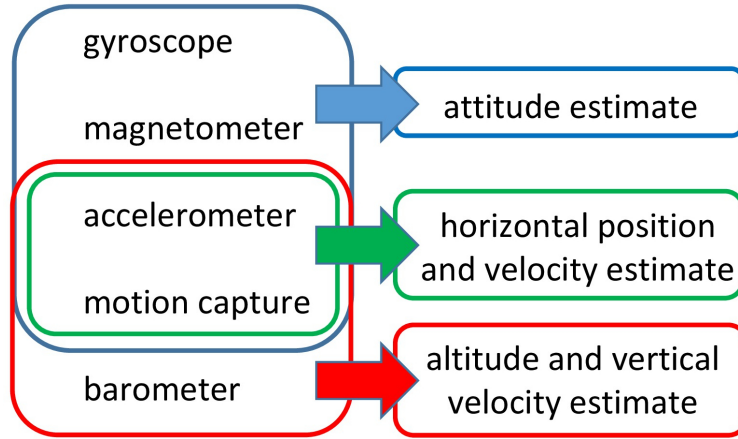 gyroscope
magnetometer
accelerometer
motion capture
barometer
attitude estimate
horizontal position
and velocity estimate
altitude and vertical
velocity estimate